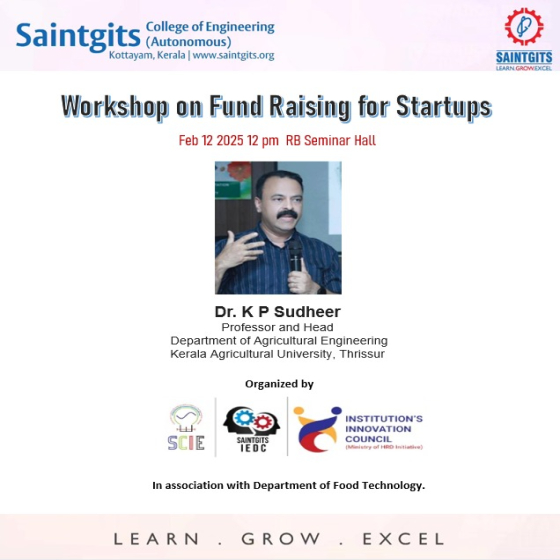 Saintgits College of Engineering
(Autonomous)
Kottayam, Kerala | www.saintgits.org
SAINTGITS
LEARN.GROW.EXCEL
Workshop on Fund Raising for Startups
Feb 12 2025 12 pm RB Seminar Hall
Dr. K P Sudheer
Professor and Head
Department of Agricultural Engineering
Kerala Agricultural University, Thrissur
Organized by
SCIE
SAINTGITS
IEDC
INSTITUTION'S
INNOVATION
COUNCIL
(Ministry of HRD Initiative)
In association with Department of Food Technology.
LEARN . GROW . EXCEL